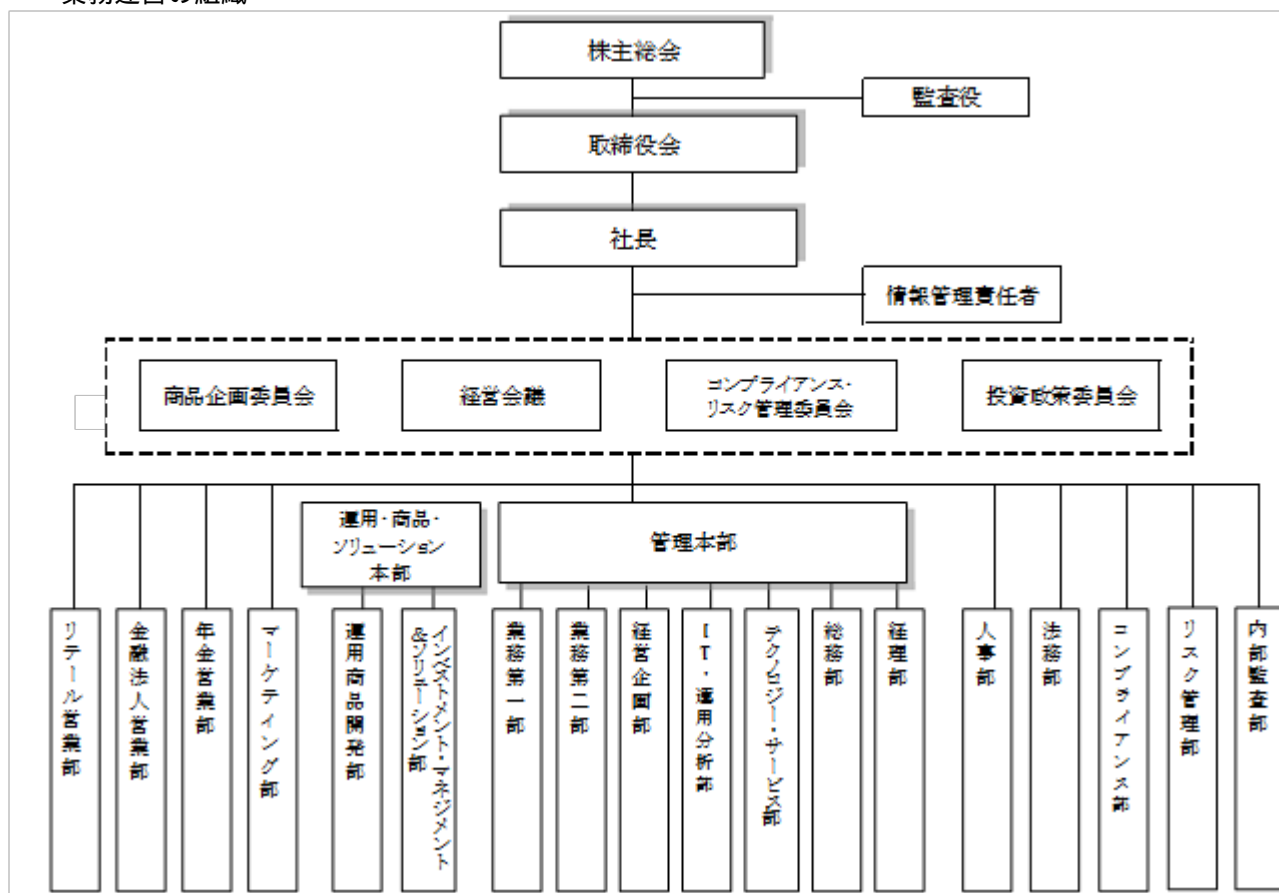 業務運営の組織
株主総会
監査役
取締役会
社長
情報管理責任者
商品企画委員会
経営会議
コンプライアンス・
リスク管理委員会
投資政策委員会
運用・商品・
ソリューション
本部
管理本部
リテール営業部
金融法人営業部
年金営業部
マーケティング部
運用商品開発部
インベストメント・マネジメント
&ソリューション部
業務第一部
業務第二部
経営企画部
IT・運用分析部
テクノロジー・サービス部
総務部
経理部
人事部
法務部
コンプライアンス部
リスク管理部
内部監査部